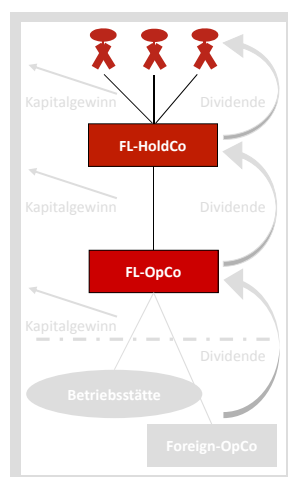 Kapitalgewinn Dividende
FL-HoldCo
Kapitalgewinn Dividende
FL-OpCo
Kapitalgewinn
Dividende
Betriebsstätte
Foreign-OpCo